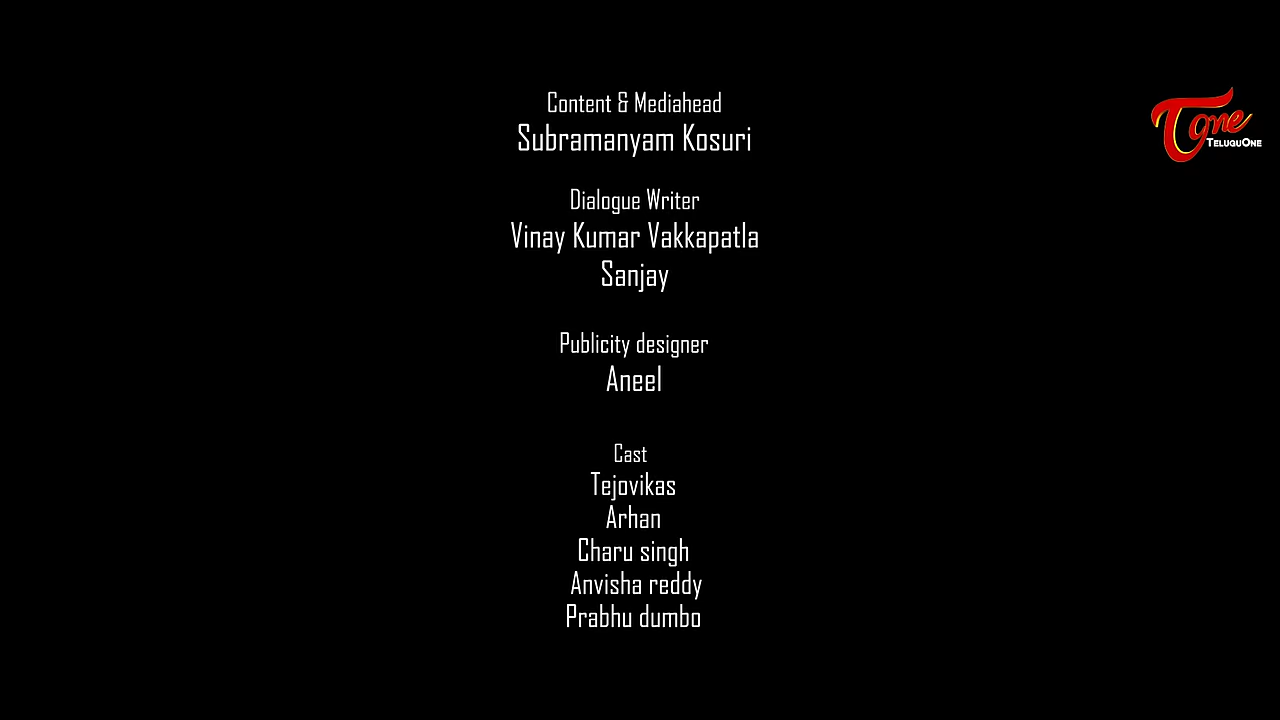 Content & Mediahead
Subramanyam Kosuri
Dialogue Writer
Vinay Kumar Vakkapatla
Sanjay
Publicity designer
Aneel
Cast
Tejovikas
Arhan
Charu singh
Anvisha reddy
Prabhu dumbo
Tone
TELUGUONE